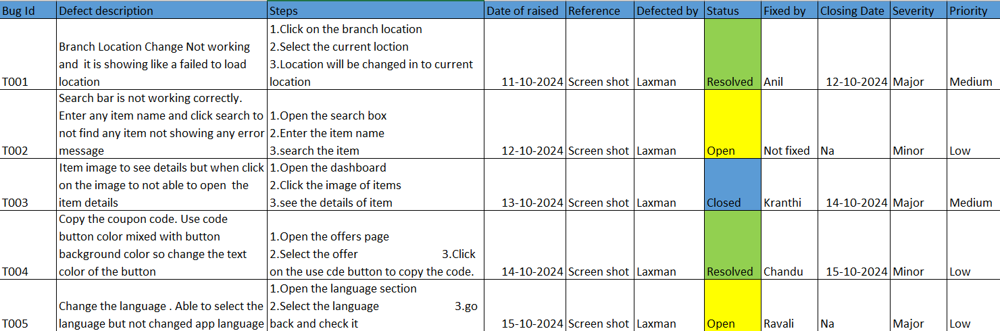 Bug Id Defect description Steps Date of raised Reference Defected by Status Fixed by Closing Date Severity Priority
T001
Branch Location Change Not working
and it is showing like a failed to load
location
1.Click on the branch location
2.Select the current loction
3.Location will be changed in to current
location
11-10-2024 Screen shot Laxman Resolved Anil 12-10-2024 Major Medium
T002
Search bar is not working correctly.
Enter any item name and click search to
not find any item not showing any error
message
1.Open the search box
2.Enter the item name
3.search the item
12-10-2024 Screen shot Laxman Open Not fixed Na Minor Low
T003
Item image to see details but when click
on the image to not able to open the
item details
1.Open the dashboard
2.Click the image of items
3.see the details of item
13-10-2024 Screen shot Laxman Closed Kranthi 14-10-2024 Major Medium
T004
Copy the coupon code. Use code
button color mixed with button
background color so change the text
color of the button
1.Open the offers page
2.Select the offer 3.Click
on the use cde button to copy the code.
14-10-2024 Screen shot Laxman Resolved Chandu 15-10-2024 Minor Low
T005
Change the language . Able to select the
language but not changed app language
1.Open the language section
2.Select the language 3.go
back and check it
15-10-2024 Screen shot Laxman Open Ravali Na Major Low